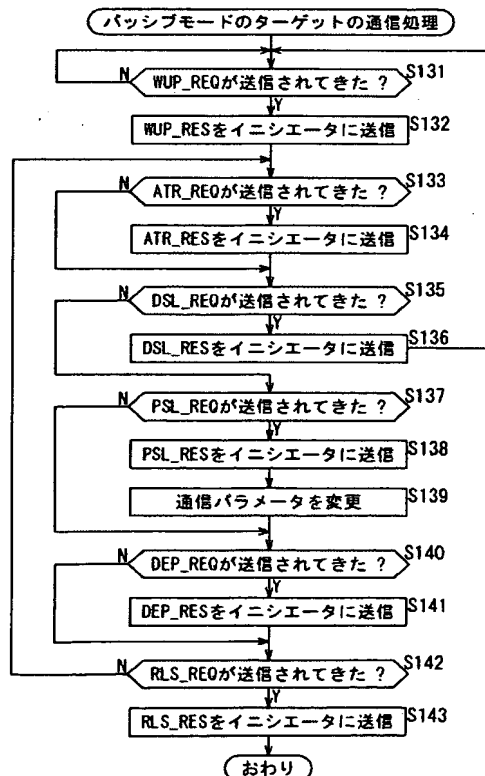 パッシブモードのターゲットの通信処理
N WUP_REQが送信されてきた ? S131
Y
WUP_RESをイニシエータに送信 S132
N ATR_REQが送信されてきた ? S133
Y
ATR_RESをイニシエータに送信 S134
N DSL_REQが送信されてきた ? S135
Y
DSL_RESをイニシエータに送信 S136
N PSL_REQが送信されてきた ? S137
Y
PSL_RESをイニシエータに送信 S138
通信パラメータを変更 S139
N DEP_REQが送信されてきた ? S140
Y
DEP_RESをイニシエータに送信 S141
N RLS_REQが送信されてきた ? S142
Y
RLS_RESをイニシエータに送信 S143
おわり